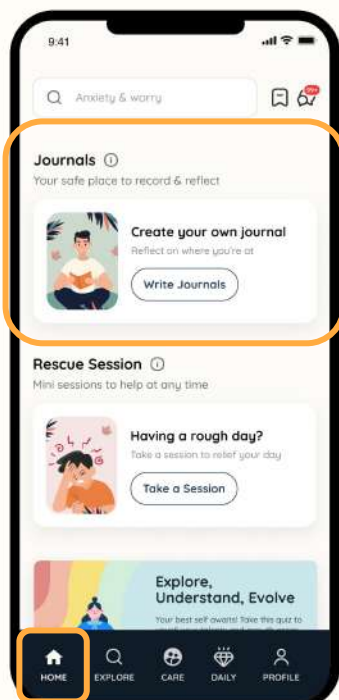 9:41
Anxiety & worry
99+
Journals
Your safe place to record & reflect
Create your own journal
Reflect on where you're at
Write Journals
Rescue Session
Mini sessions to help at any time
Having a rough day?
Take a session to relief your day
Take a Session
Explore,
Understand, Evolve
Your best self awaits! Take this quiz to
HOME EXPLORE CARE DAILY PROFILE